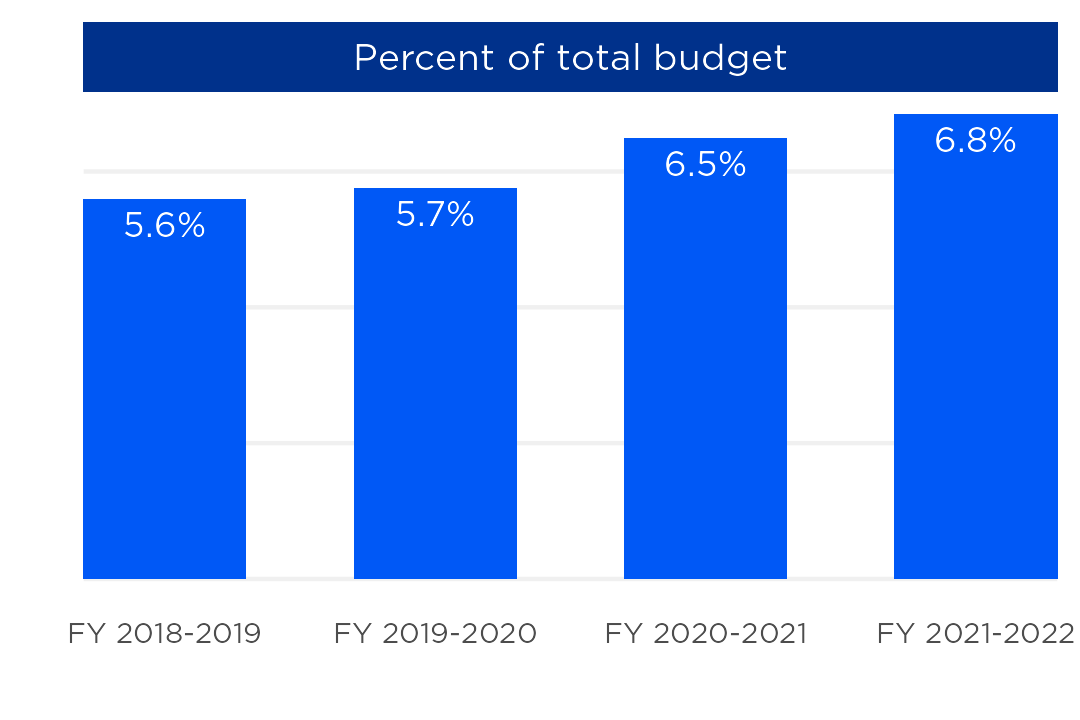 Percent of total budget
5.6%
5.7%
6.5%
6.8%
FY 2018-2019
FY 2019-2020
FY 2020-2021
FY 2021-2022